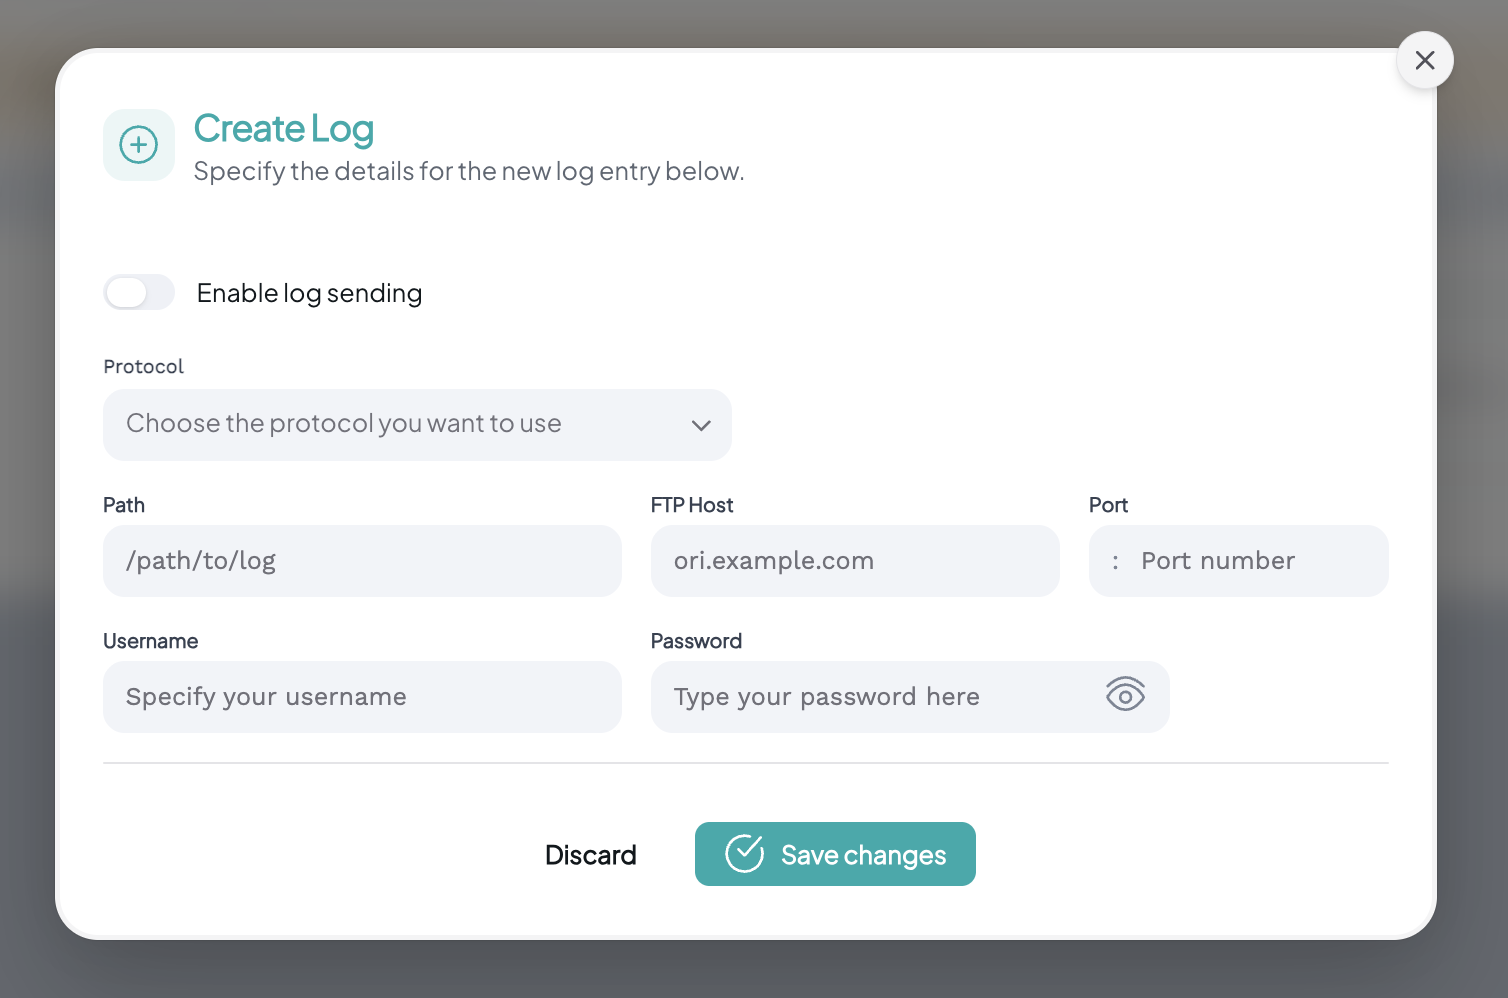 Create Log
Specify the details for the new log entry below.
Enable log sending
Protocol
Choose the protocol you want to use
Path
FTP Host
Port
/path/to/log
ori.example.com
: Port number
Username
Password
Specify your username
Type your password here
Discard
Save changes